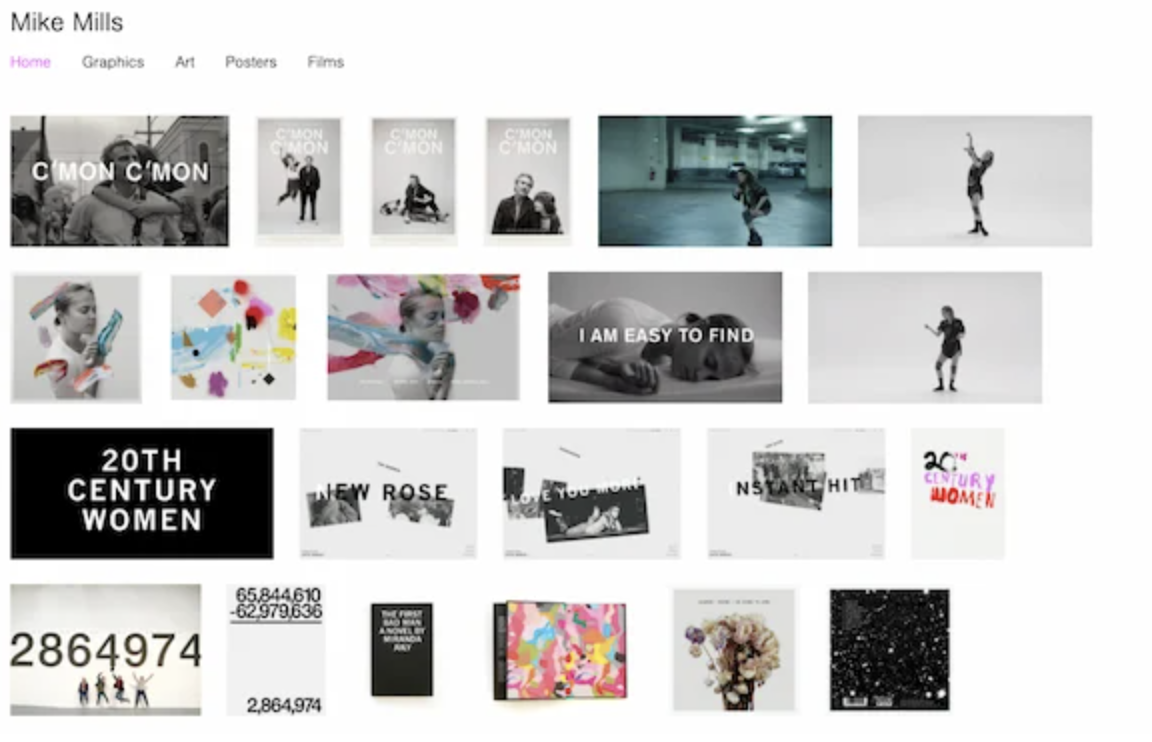 Mike Mills
Home Graphics Art Posters Films
C'MON C'MON
C'MON
C'MON
C'MON
C'MON
C'MON
C'MON
I AM EASY TO FIND
20TH
CENTURY
WOMEN
NEW ROSE
LOVE YOU MORE
INSTANT HIT
20TH
CENTURY
WOMEN
2864974
65,844,610
-62,979,636
2,864,974
THE FIRST
BAD MAN
A NOVEL BY
MIRANDA
JULY